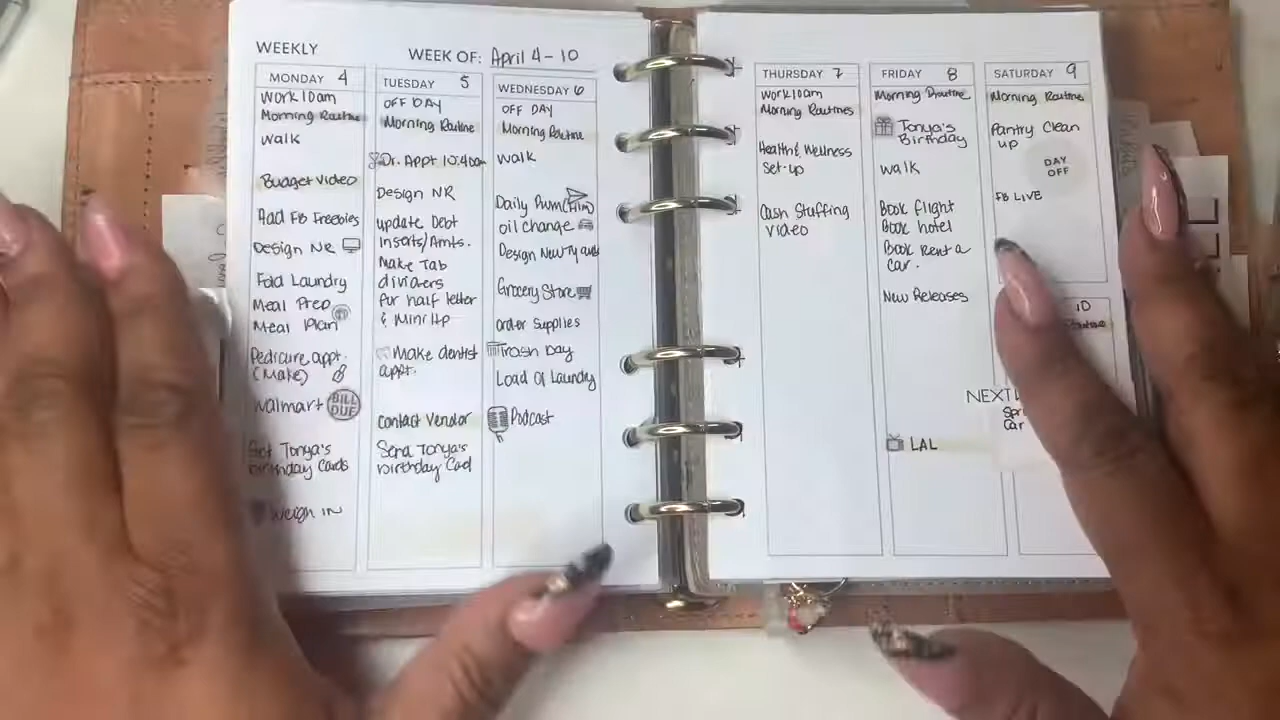 WEEKLY
WEEK OF: April 4-10
MONDAY 4
Work 10am
Morning Routine
Walk
Budget Video
Add FB Freebies
Design NR
Fold Laundry
Meal Prep
Meal Plan
Pedicure appt.
(Make)
Walmart
BILL
DUE
Get Tonya's
birthday Cards
Weigh IN
TUESDAY 5
OFF DAY
Morning Routine
Dr. Appt 10:40am
Design NR
update Debt
Inserts/Amts.
Make Tab
dividers
for half letter
& Mini HP
Make dentist
appt.
Contact Vendor
Send Tonya's
birthday Card
WEDNESDAY 6
OFF DAY
Morning Routine
Walk
Daily Rum(Film)
oil change
Design New
Grocery Store
Order Supplies
Trash Day
Load Of Laundry
Podcast
THURSDAY 7
Work 10am
Morning Routines
Health & Wellness
Set-up
Cash Stuffing
Video
FRIDAY 8
Morning Routine
Tonya's
Birthday
Walk
Book flight
Book hotel
Book Rent a
Car.
New Releases
LAL
SATURDAY 9
Morning Routine
Pantry Clean
up
DAY
OFF
FB LIVE
10
NEXT
Car